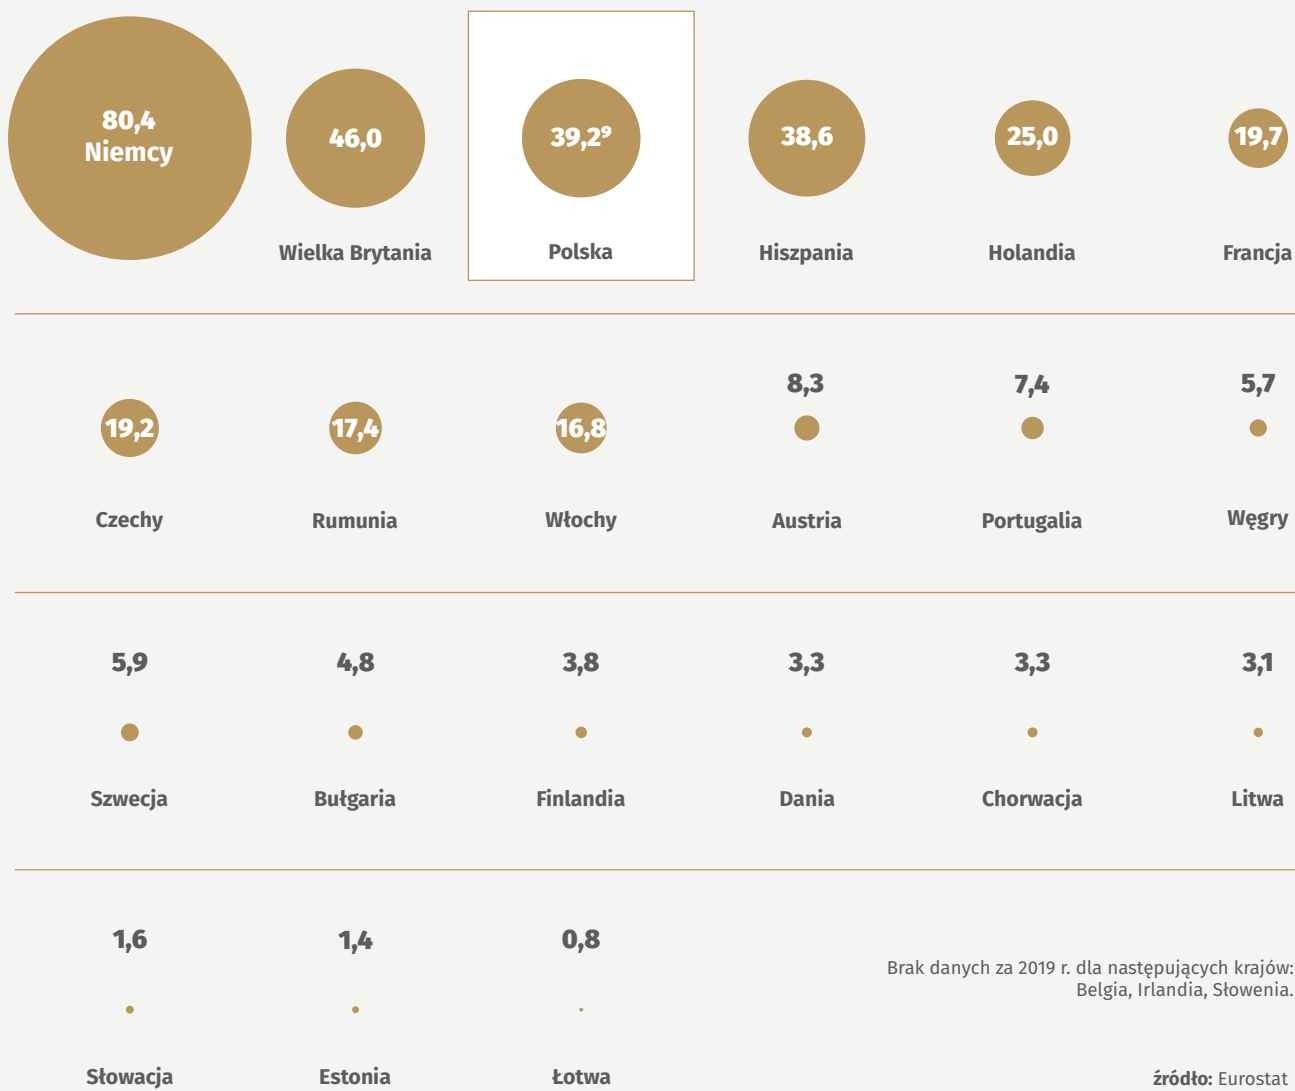 80,4
Niemcy
46,0
Wielka Brytania
39,2⁹
Polska
38,6
Hiszpania
25,0
Holandia
19,7
Francja
19,2
Czechy
17,4
Rumunia
16,8
Włochy
8,3
Austria
7,4
Portugalia
5,7
Węgry
5,9
Szwecja
4,8
Bułgaria
3,8
Finlandia
3,3
Dania
3,3
Chorwacja
3,1
Litwa
1,6
Słowacja
1,4
Estonia
0,8
Łotwa
Brak danych za 2019 r. dla następujących krajów:
Belgia, Irlandia, Słowenia.
źródło: Eurostat